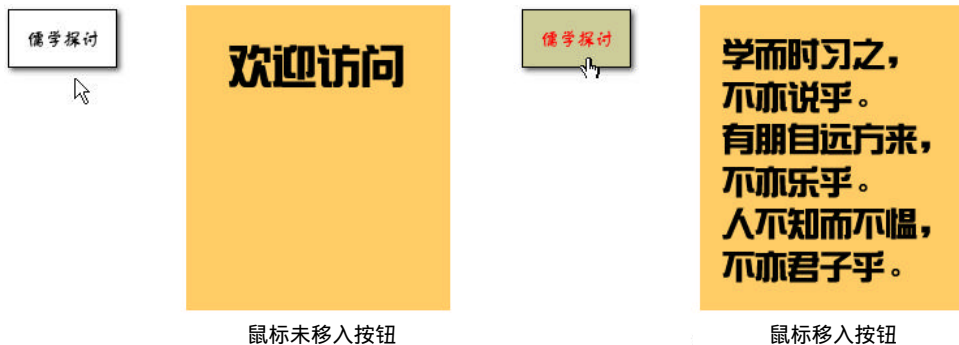 儒学探讨
欢迎访问
鼠标未移入按钮
儒学探讨
学而时习之，
不亦说乎。
有朋自远方来，
不亦乐乎。
人不知而不愠，
不亦君子乎。
鼠标移入按钮